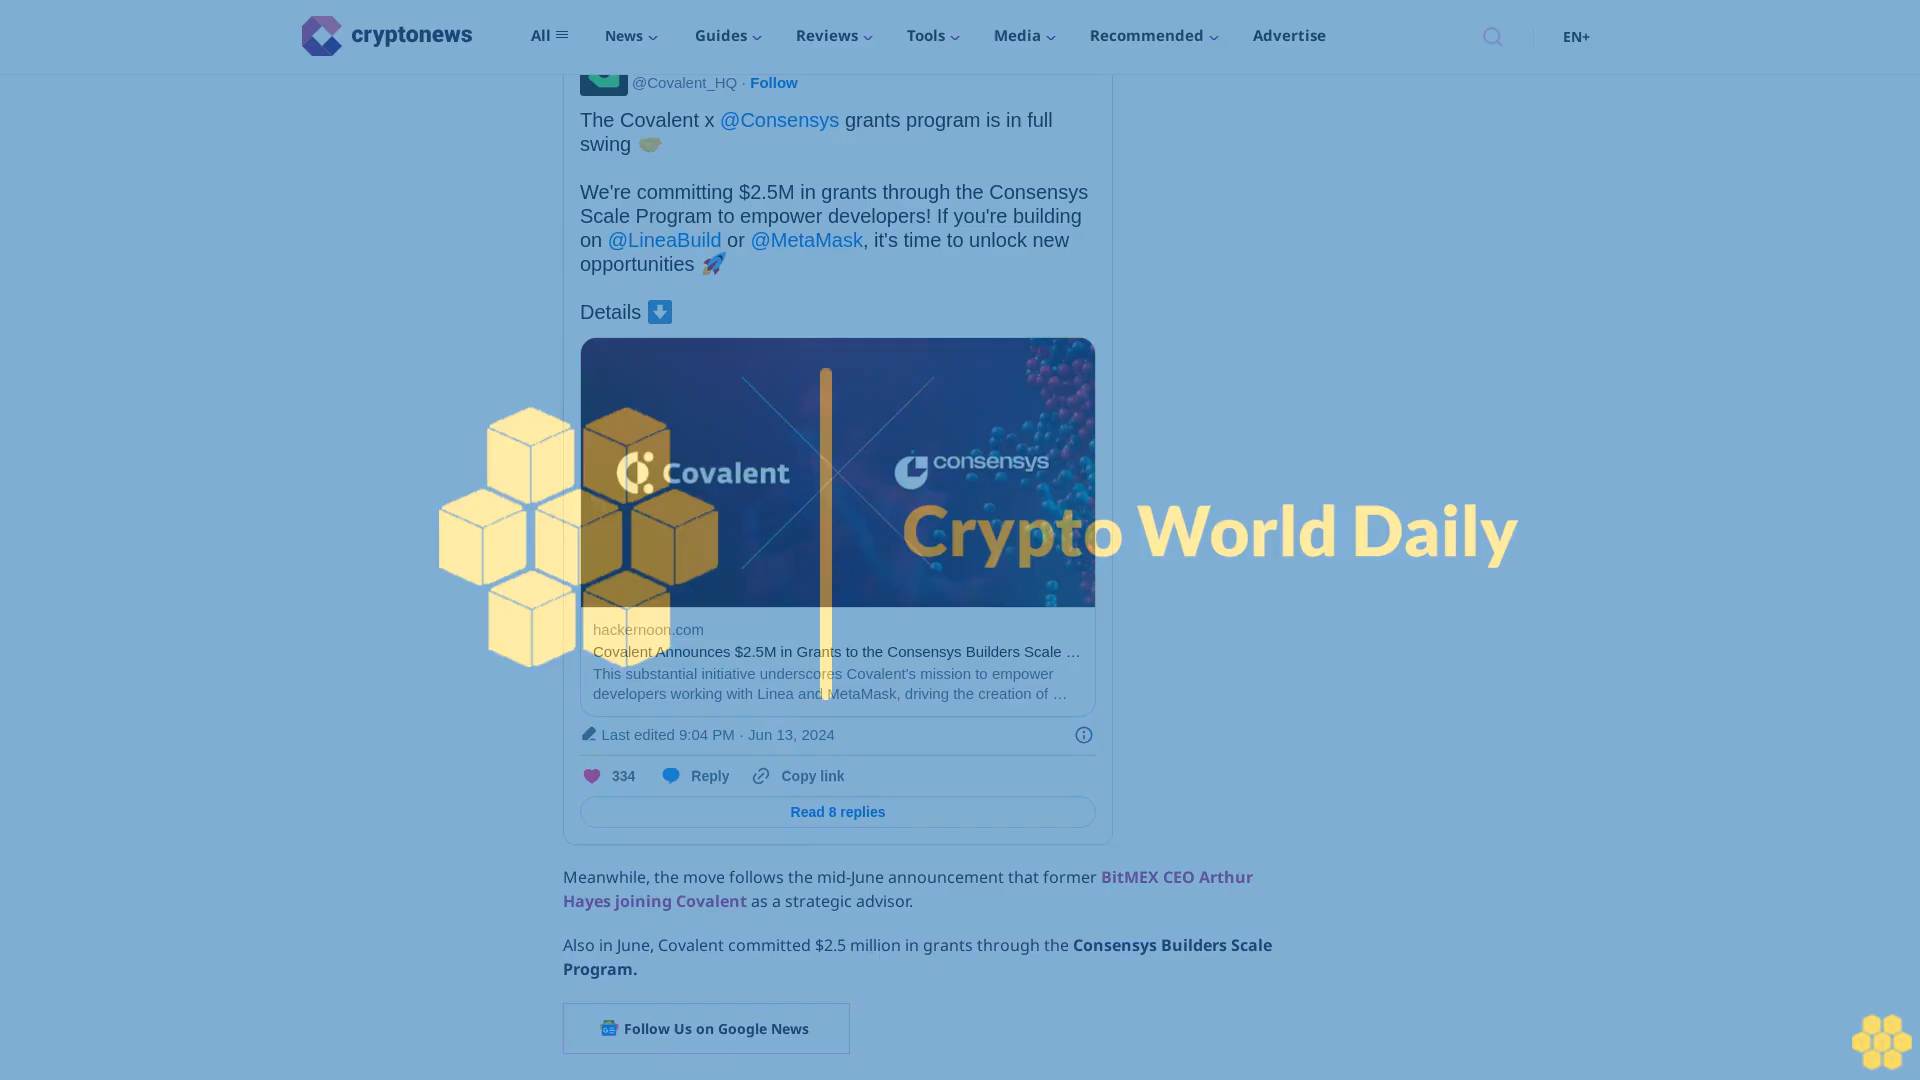 cryptonews
All
News
Guides
Reviews
Tools
Media
Recommended
Advertise
EN+
@Covalent_HQ · Follow
The Covalent x @Consensys grants program is in full
swing 🤝
We're committing $2.5M in grants through the Consensys
Scale Program to empower developers! If you're building
on @LineaBuild or @MetaMask, it's time to unlock new
opportunities 🚀
Details ⬇️
Covalent
consensys
Crypto World Daily
hackernoon.com
Covalent Announces $2.5M in Grants to the Consensys Builders Scale …
This substantial initiative underscores Covalent's mission to empower
developers working with Linea and MetaMask, driving the creation of …
Last edited 9:04 PM · Jun 13, 2024
334
Reply
Copy link
Read 8 replies
Meanwhile, the move follows the mid-June announcement that former BitMEX CEO Arthur
Hayes joining Covalent as a strategic advisor.
Also in June, Covalent committed $2.5 million in grants through the Consensys Builders Scale
Program.
Follow Us on Google News